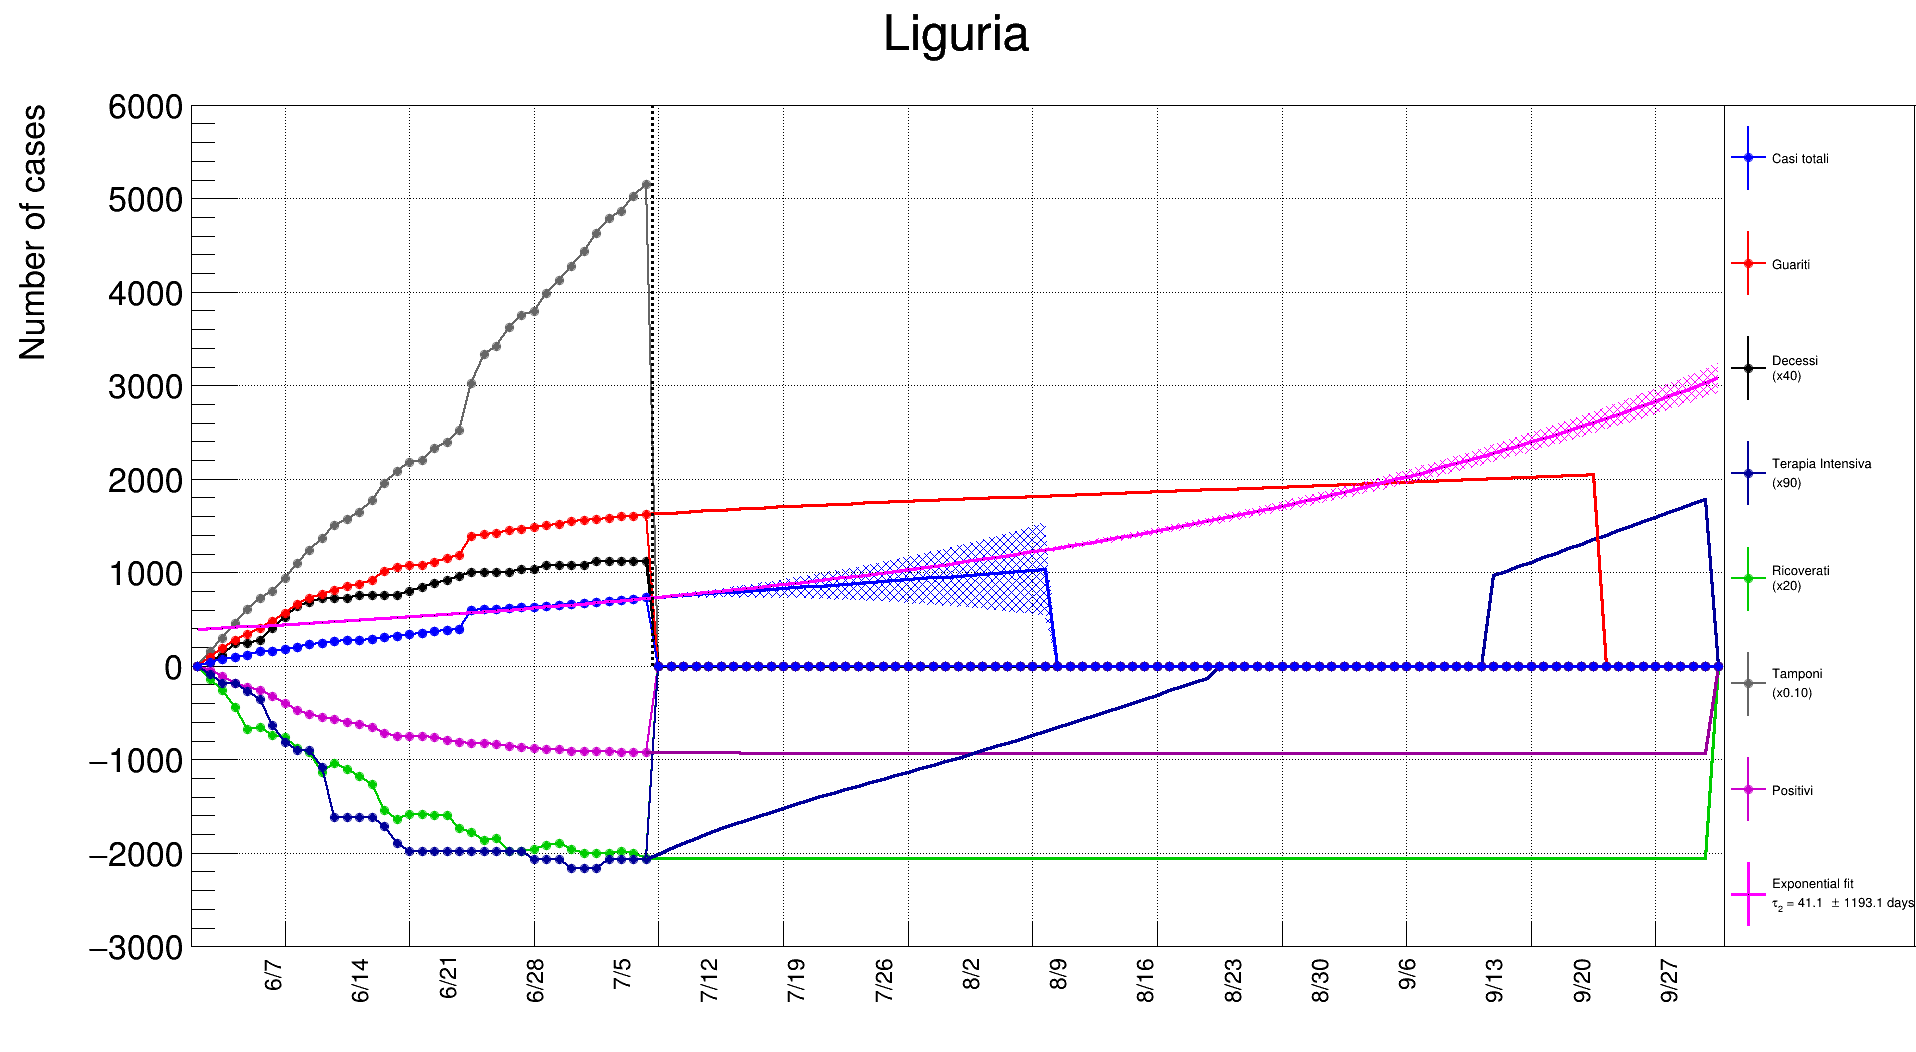 Liguria
Number of cases
6000
5000
4000
3000
2000
1000
0
−1000
−2000
−3000
6/7
6/14
6/21
6/28
7/5
7/12
7/19
7/26
8/2
8/9
8/16
8/23
8/30
9/6
9/13
9/20
9/27
Casi totali
Guariti
Decessi
(x40)
Terapia Intensiva
(x90)
Ricoverati
(x20)
Tamponi
(x0.10)
Positivi
Exponential fit
τ2 = 41.1 ± 1193.1 days